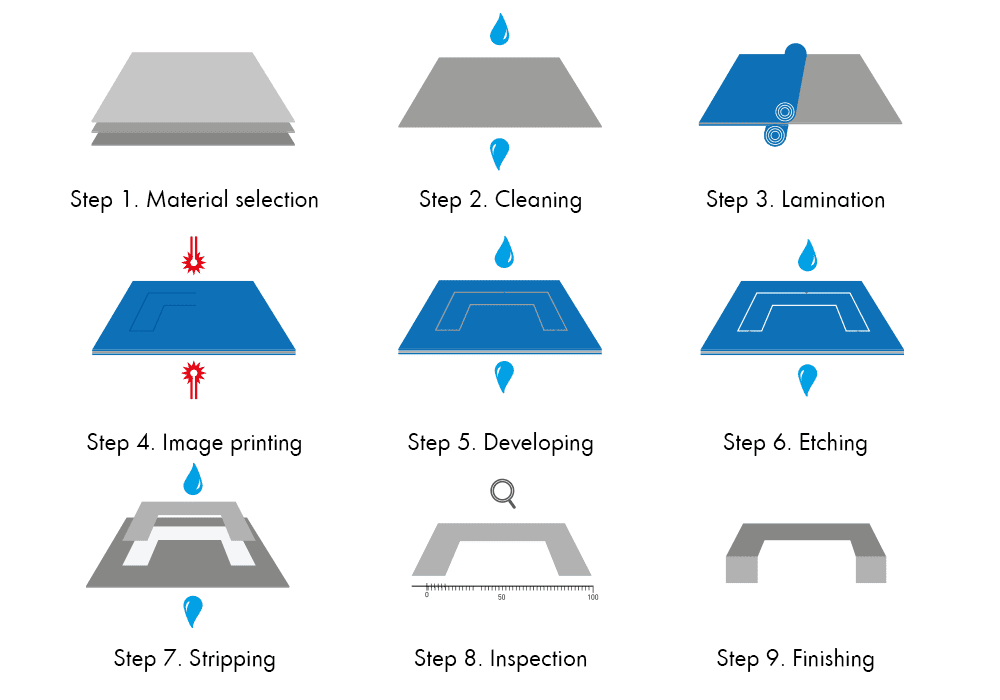 Step 1. Material selection
Step 2. Cleaning
Step 3. Lamination
Step 4. Image printing
Step 5. Developing
Step 6. Etching
0
50
100
Step 7. Stripping
Step 8. Inspection
Step 9. Finishing